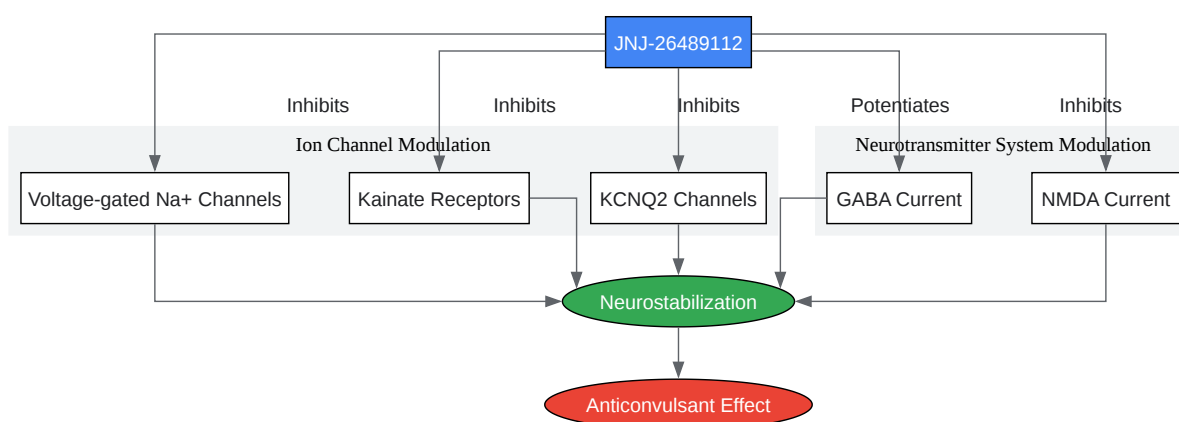 JNJ-26489112
Inhibits
Inhibits
Inhibits
Potentiates
Inhibits
Ion Channel Modulation
Neurotransmitter System Modulation
Voltage-gated Na+ Channels
Kainate Receptors
KCNQ2 Channels
GABA Current
NMDA Current
Neurostabilization
Anticonvulsant Effect